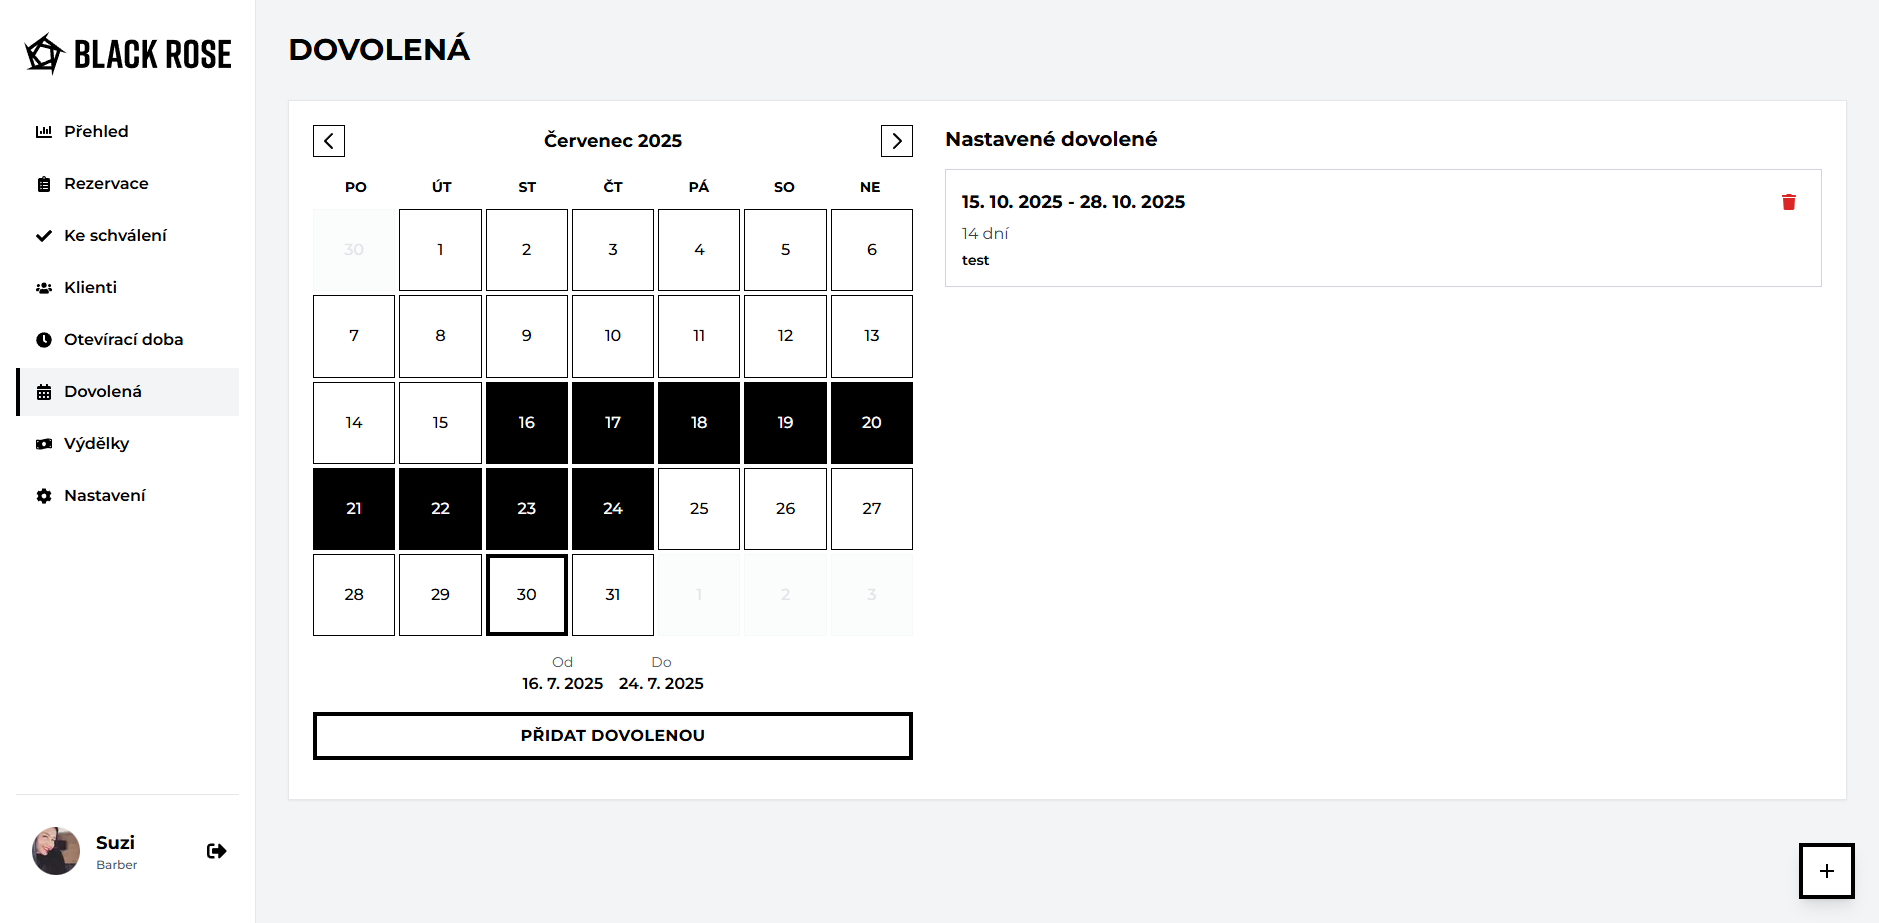 BLACK ROSE
Přehled
Rezervace
Ke schválení
Klienti
Otevírací doba
Dovolená
Výdělky
Nastavení
Suzi
Barber
DOVOLENÁ
Červenec 2025
PO ÚT ST ČT PÁ SO NE
30 1 2 3 4 5 6
7 8 9 10 11 12 13
14 15 16 17 18 19 20
21 22 23 24 25 26 27
28 29 30 31 1 2 3
Od Do
16. 7. 2025 24. 7. 2025
PŘIDAT DOVOLENOU
Nastavené dovolené
15. 10. 2025 - 28. 10. 2025
14 dní
test